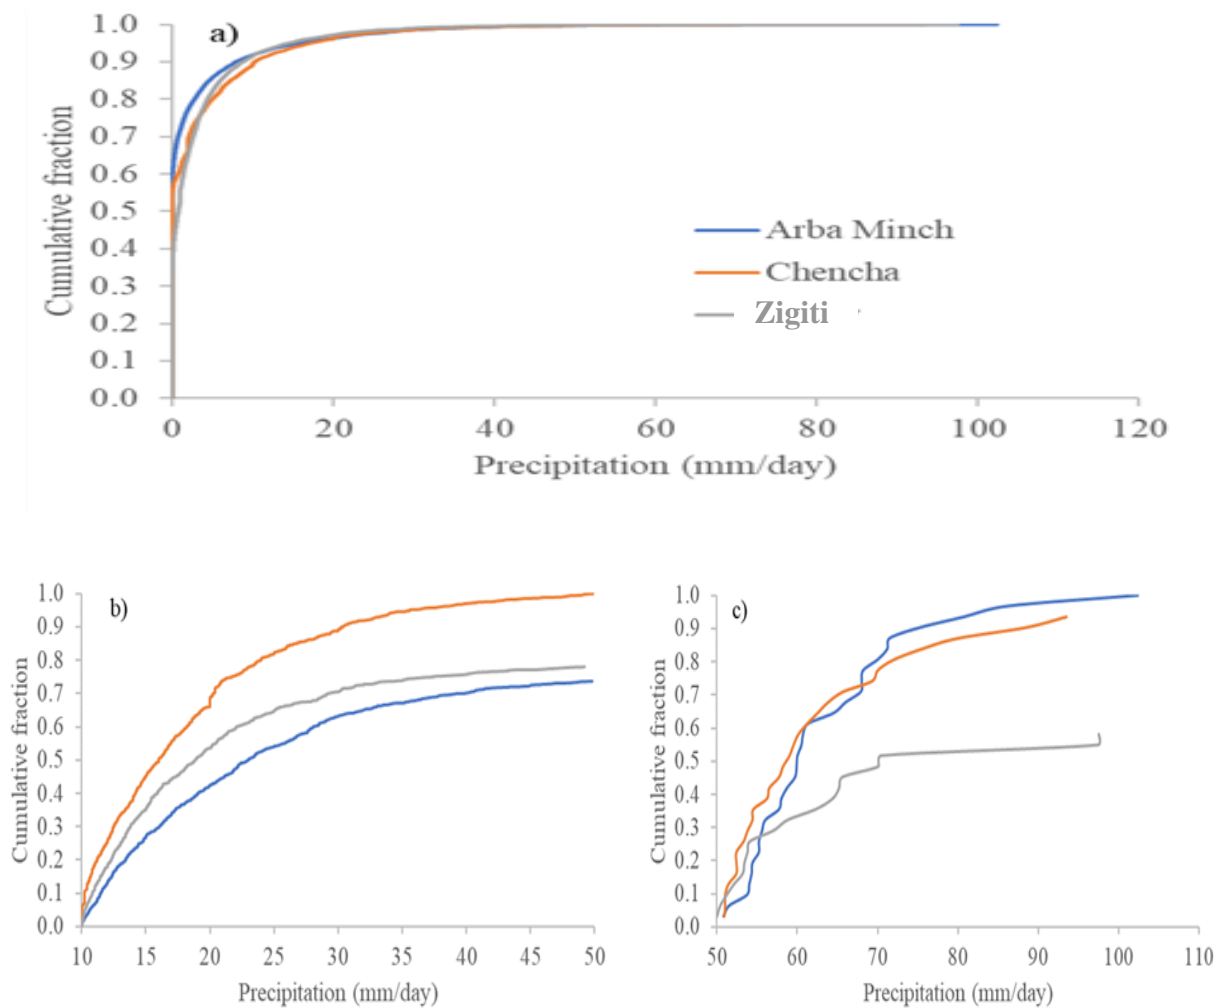 a)
Cumulative fraction
1.0
0.9
0.8
0.7
0.6
0.5
0.4
0.3
0.2
0.1
0.0
Arba Minch
Chencha
Zigiti
0 20 40 60 80 100 120
Precipitation (mm/day)
b)
Cumulative fraction
1.0
0.9
0.8
0.7
0.6
0.5
0.4
0.3
0.2
0.1
0.0
10 15 20 25 30 35 40 45 50
Precipitation (mm/day)
c)
Cumulative fraction
1.0
0.9
0.8
0.7
0.6
0.5
0.4
0.3
0.2
0.1
0.0
50 60 70 80 90 100 110
Precipitation (mm/day)